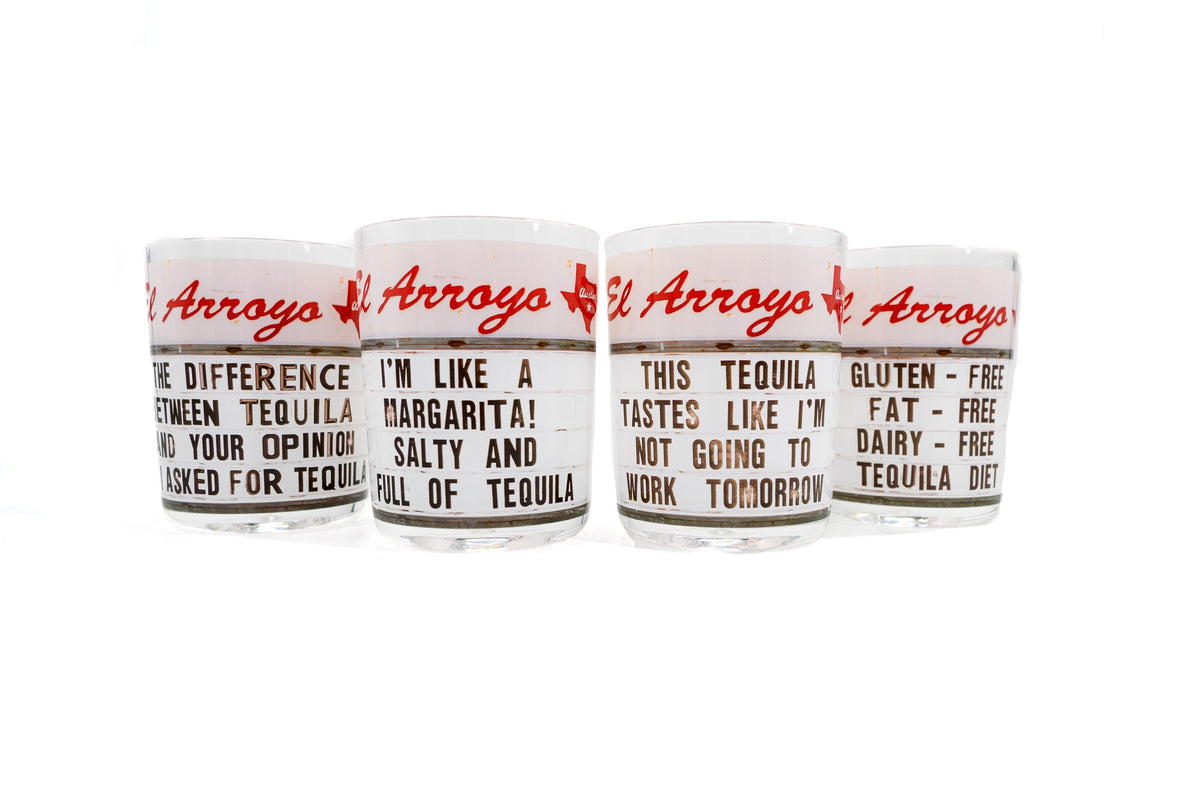 El Arroyo
THE DIFFERENCE
BETWEEN TEQUILA
AND YOUR OPINION
I ASKED FOR TEQUILA
El Arroyo
Austin
I'M LIKE A
MARGARITA!
SALTY AND
FULL OF TEQUILA
El Arroyo
THIS TEQUILA
TASTES LIKE I'M
NOT GOING TO
WORK TOMORROW
El Arroyo
GLUTEN - FREE
FAT - FREE
DAIRY - FREE
TEQUILA DIET